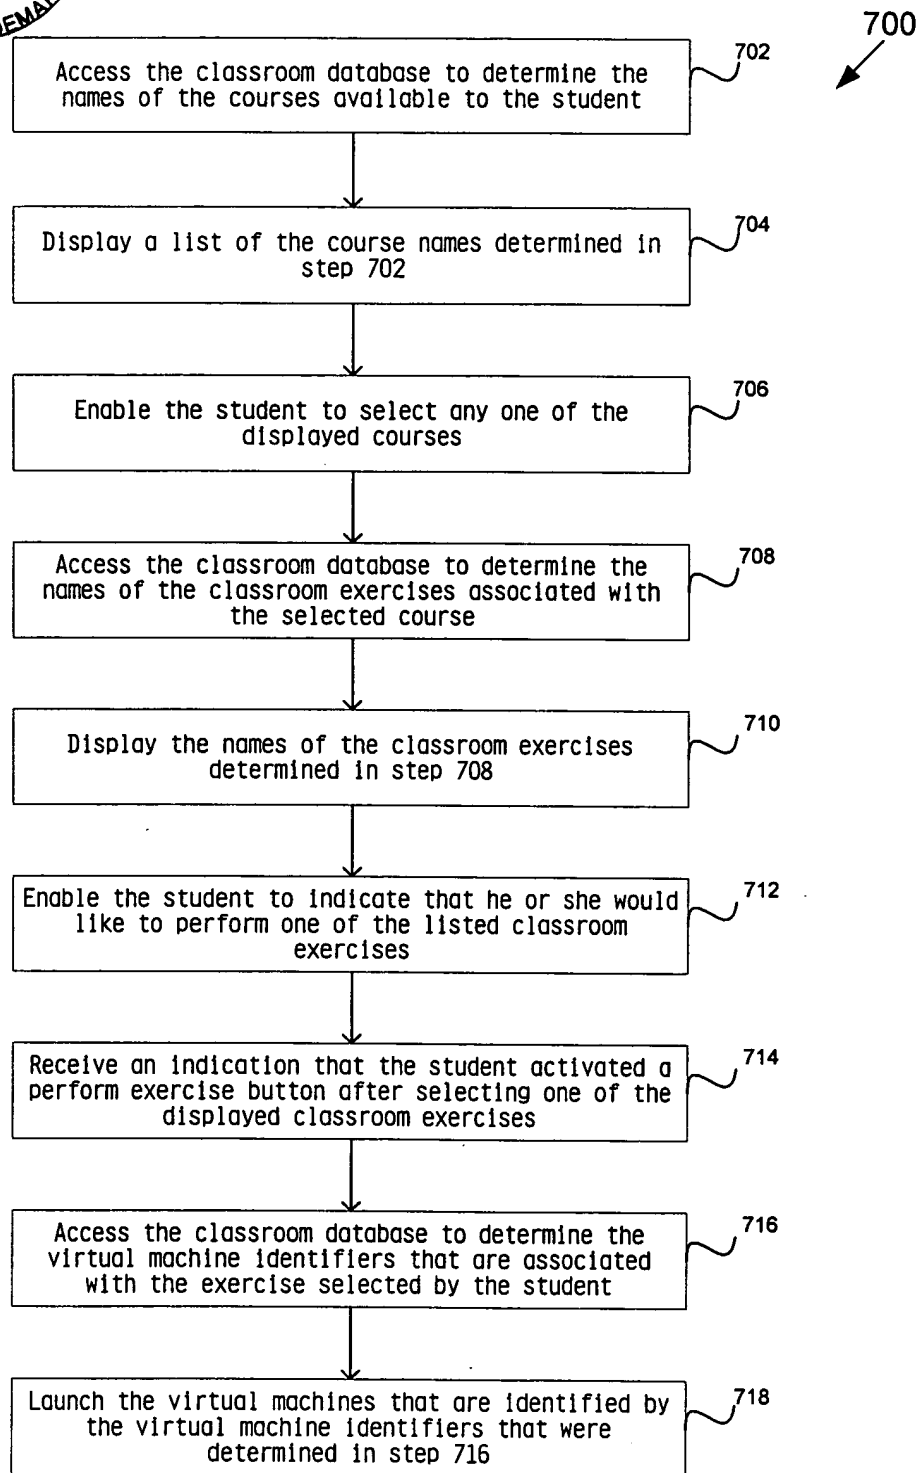 700
Access the classroom database to determine the
names of the courses available to the student
702
Display a list of the course names determined in
step 702
704
Enable the student to select any one of the
displayed courses
706
Access the classroom database to determine the
names of the classroom exercises associated with
the selected course
708
Display the names of the classroom exercises
determined in step 708
710
Enable the student to indicate that he or she would
like to perform one of the listed classroom
exercises
712
Receive an indication that the student activated a
perform exercise button after selecting one of the
displayed classroom exercises
714
Access the classroom database to determine the
virtual machine identifiers that are associated
with the exercise selected by the student
716
Launch the virtual machines that are identified by
the virtual machine identifiers that were
determined in step 716
718